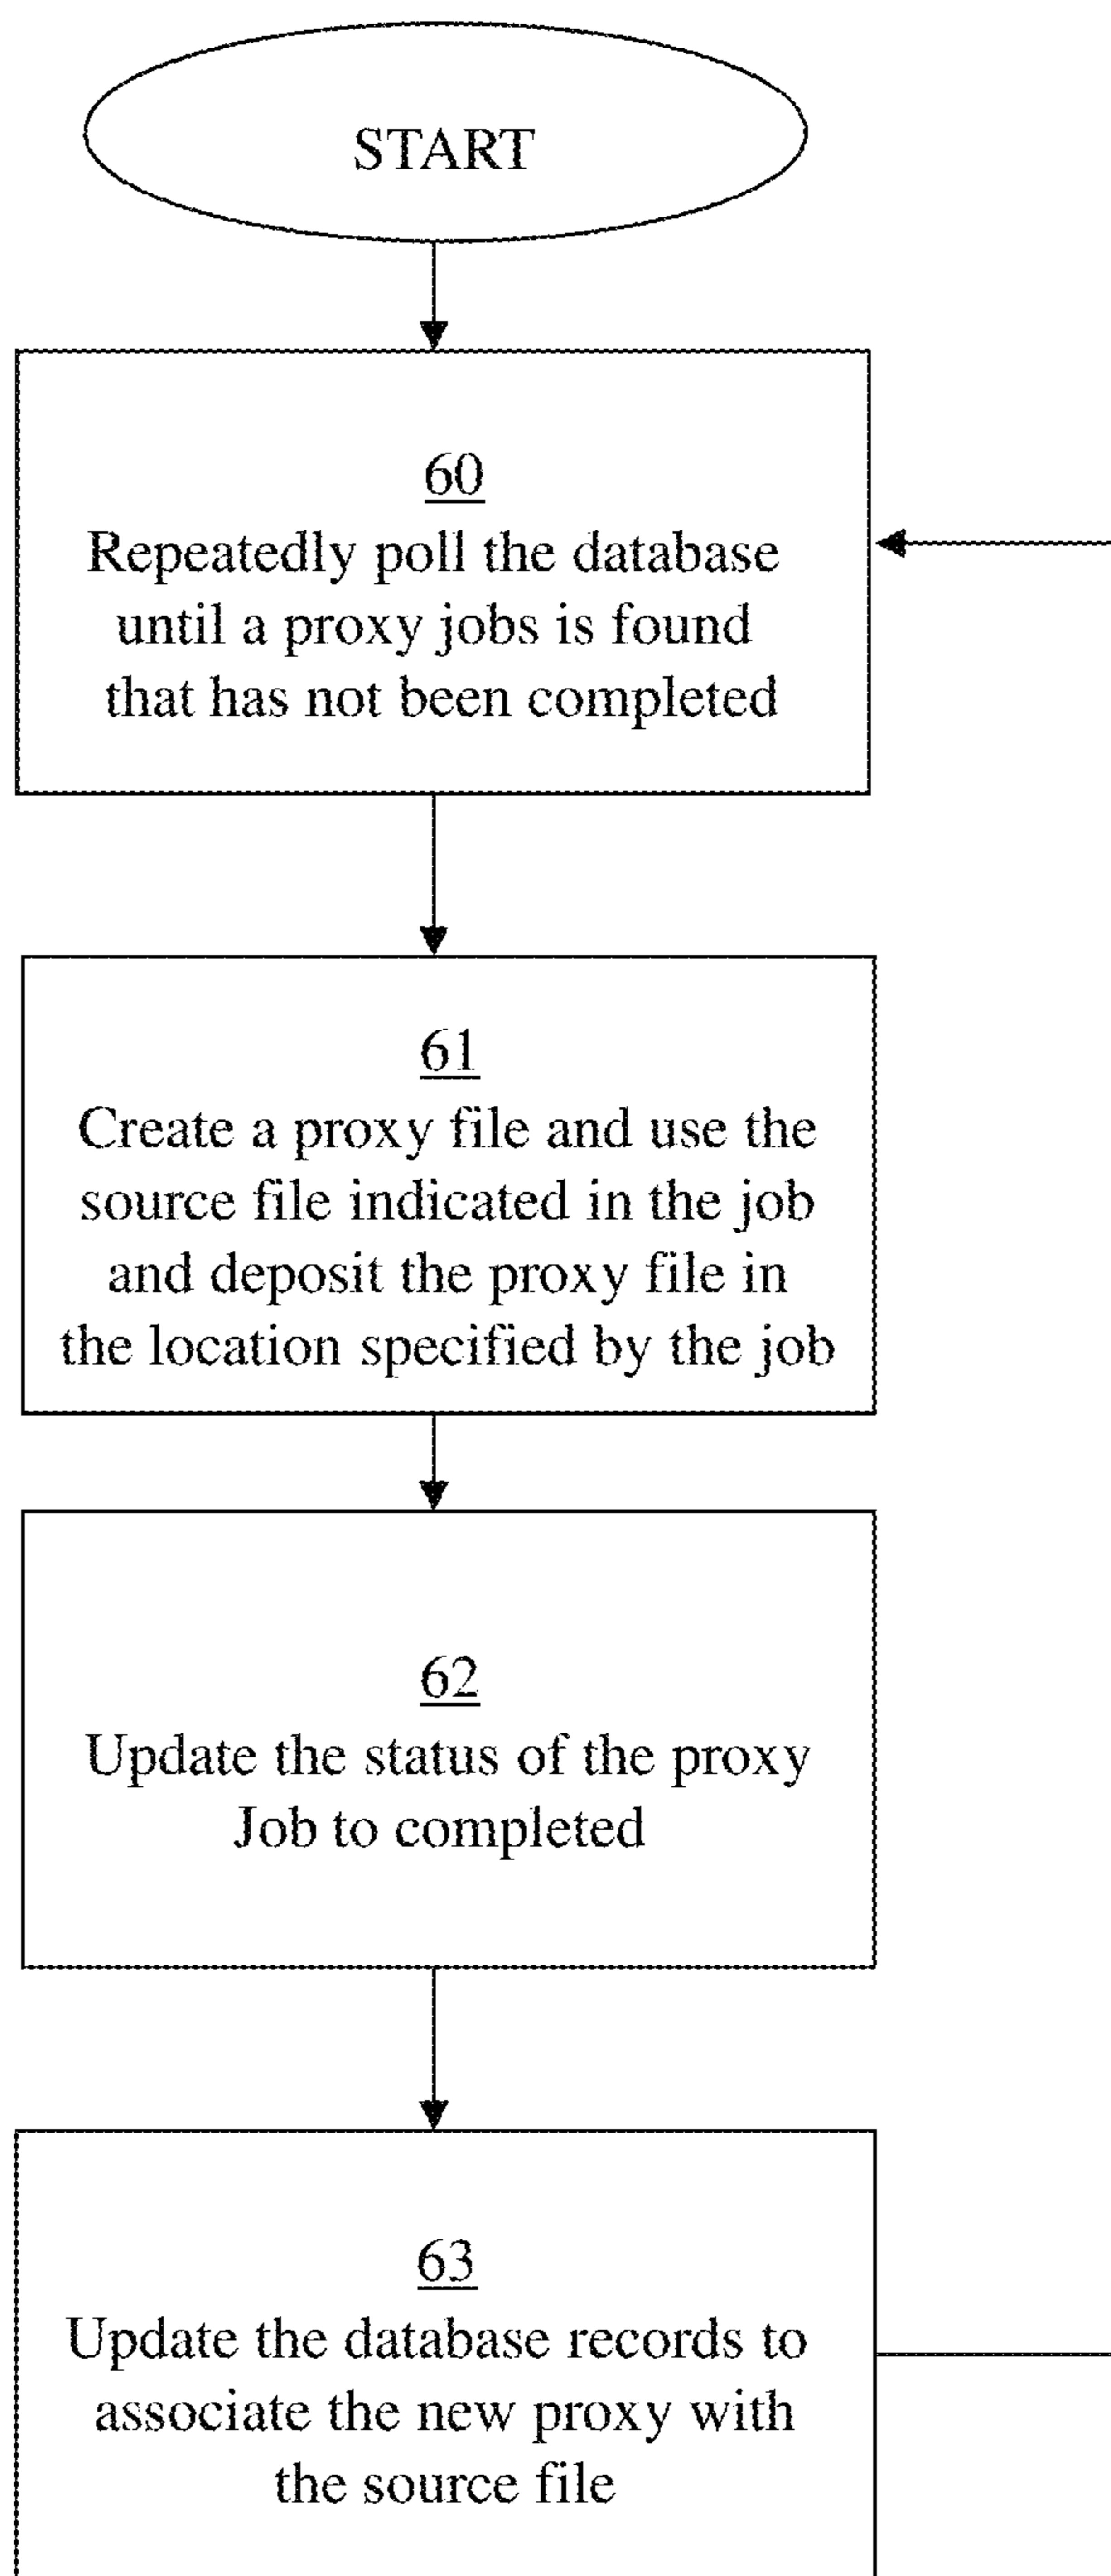 START
60
Repeatedly poll the database
until a proxy jobs is found
that has not been completed
61
Create a proxy file and use the
source file indicated in the job
and deposit the proxy file in
the location specified by the job
62
Update the status of the proxy
Job to completed
63
Update the database records to
associate the new proxy with
the source file